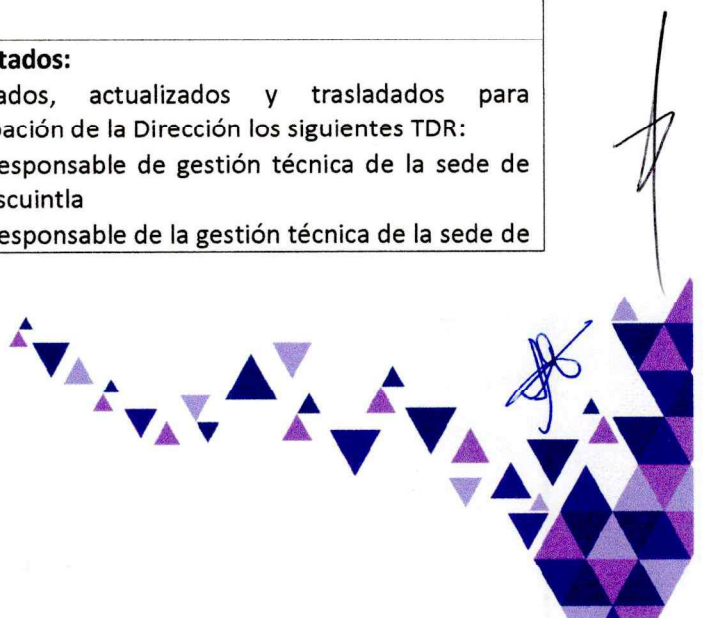 tados:
ados, actualizados y trasladados para
pación de la Dirección los siguientes TDR:
esponsable de gestión técnica de la sede de
scuintla
esponsable de la gestión técnica de la sede de